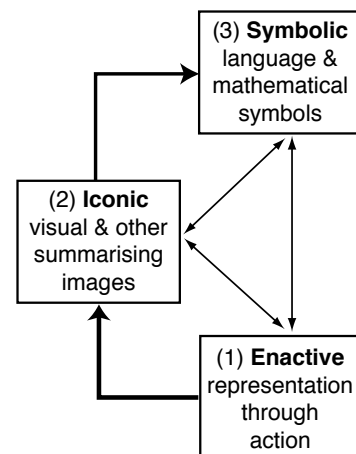 (3) Symbolic
language &
mathematical
symbols
(2) Iconic
visual & other
summarising
images
(1) Enactive
representation
through
action